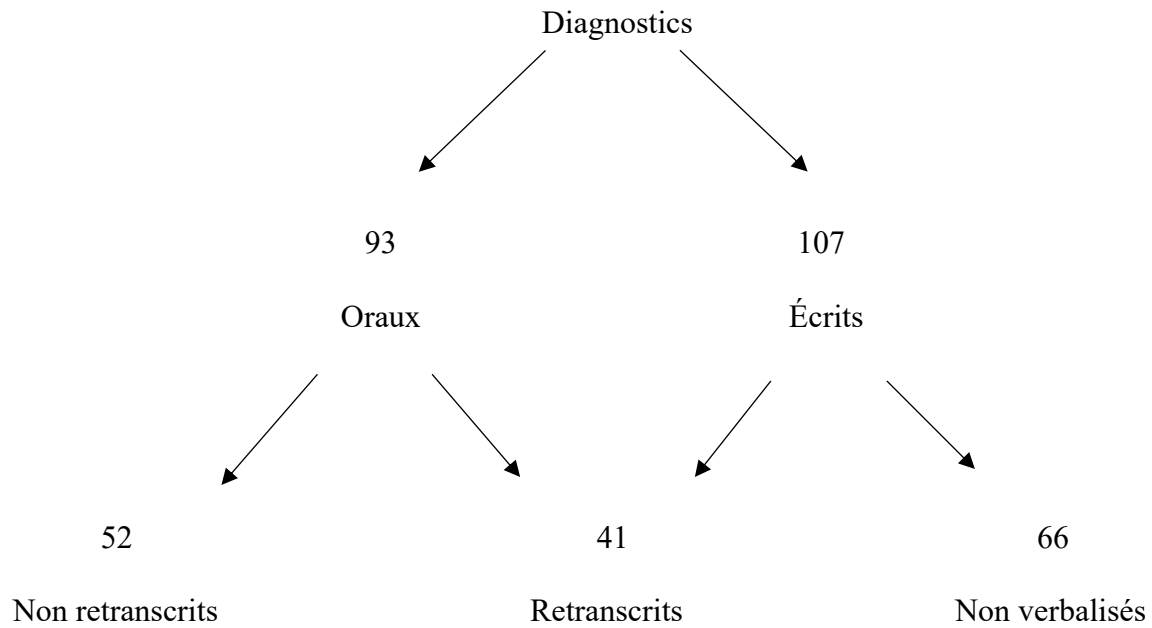 Diagnostics
93 107
Oraux Écrits
52 41 66
Non retranscrits Retranscrits Non verbalisés